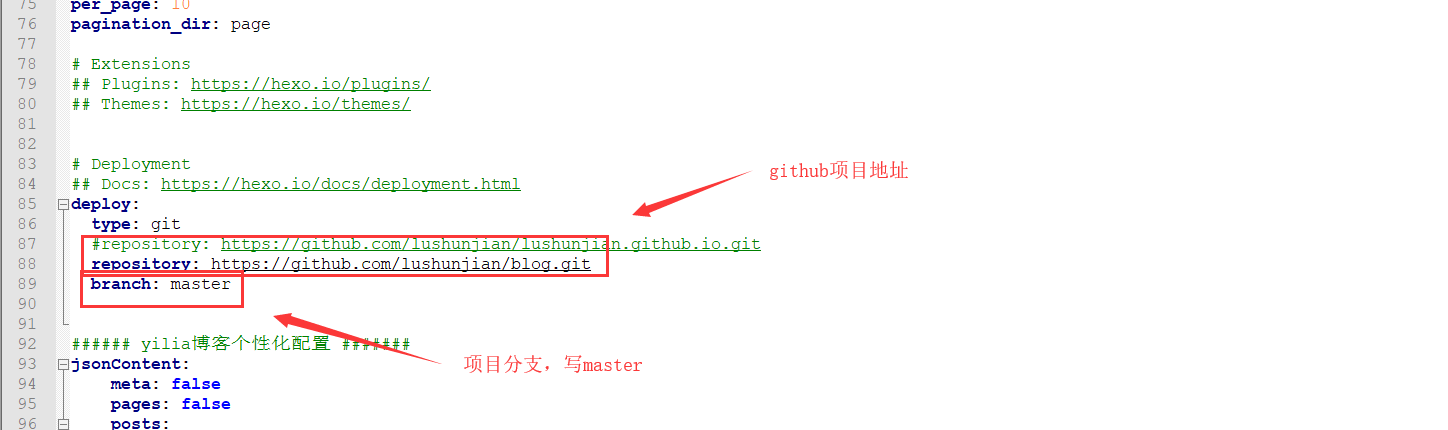 75 per_page: 10
76 pagination_dir: page
77
78 # Extensions
79 ## Plugins: https://hexo.io/plugins/
80 ## Themes: https://hexo.io/themes/
81
82
83 # Deployment
github项目地址
84 ## Docs: https://hexo.io/docs/deployment.html
85 deploy:
86 type: git
87 #repository: https://github.com/lushunjian/lushunjian.github.io.git
88 repository: https://github.com/lushunjian/blog.git
89 branch: master
90
91
92 ###### yilia博客个性化配置 #######
93 jsonContent:
项目分支，写master
94 meta: false
95 pages: false
96 posts: